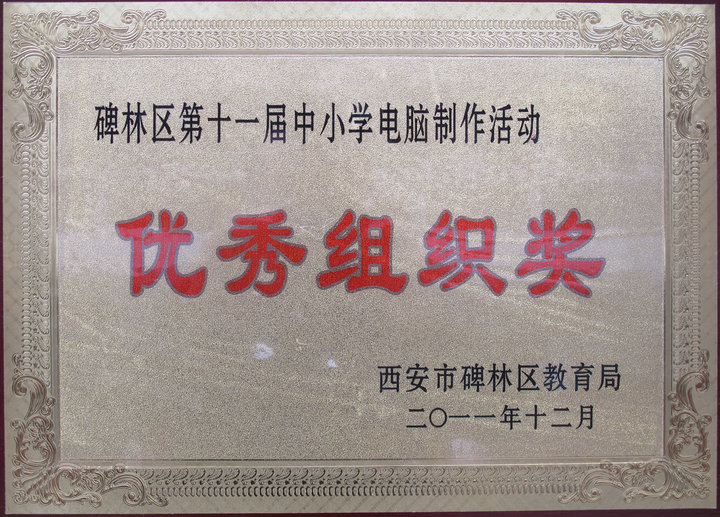 碑林区第十一届中小学电脑制作活动
优秀组织奖
西安市碑林区教育局
二〇一一年十二月